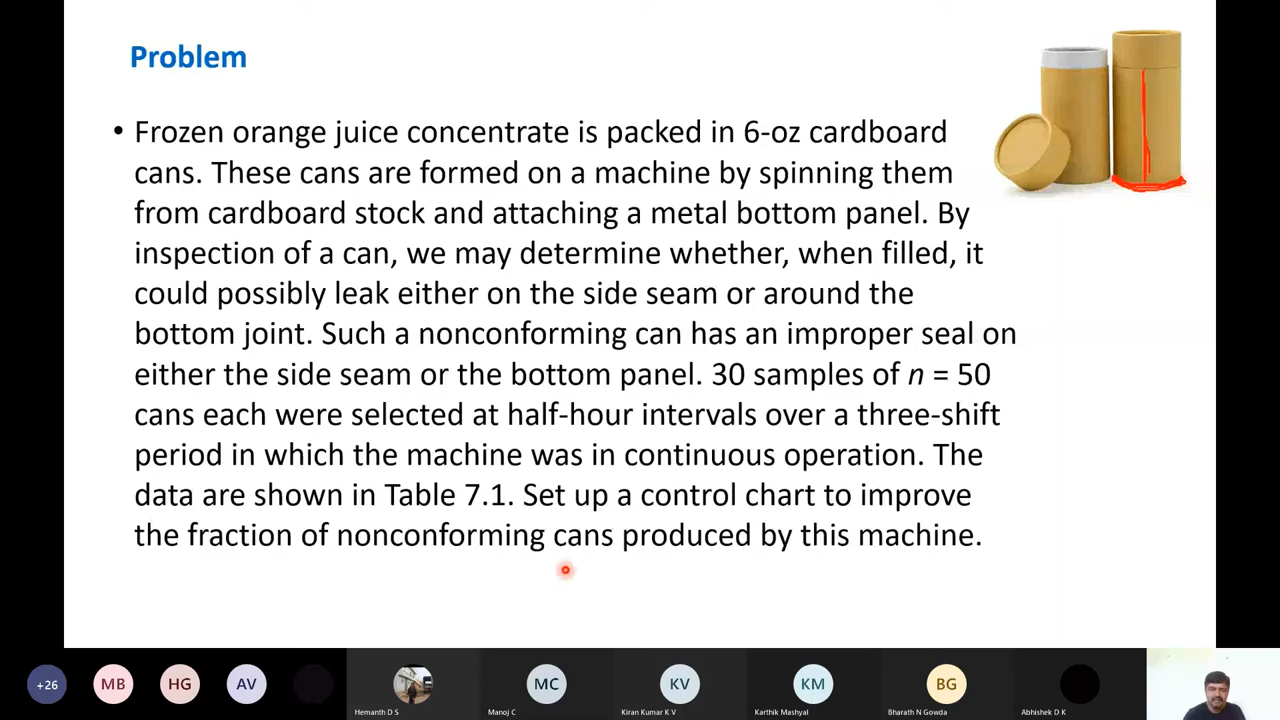 Problem
• Frozen orange juice concentrate is packed in 6-oz cardboard
cans. These cans are formed on a machine by spinning them
from cardboard stock and attaching a metal bottom panel. By
inspection of a can, we may determine whether, when filled, it
could possibly leak either on the side seam or around the
bottom joint. Such a nonconforming can has an improper seal on
either the side seam or the bottom panel. 30 samples of n = 50
cans each were selected at half-hour intervals over a three-shift
period in which the machine was in continuous operation. The
data are shown in Table 7.1. Set up a control chart to improve
the fraction of nonconforming cans produced by this machine.
+26 MB HG AV MC KV KM BG
Hemanth D S Manoj C Kiran Kumar K V Karthik Mashyal Bharath N Gowda Abhishek D K